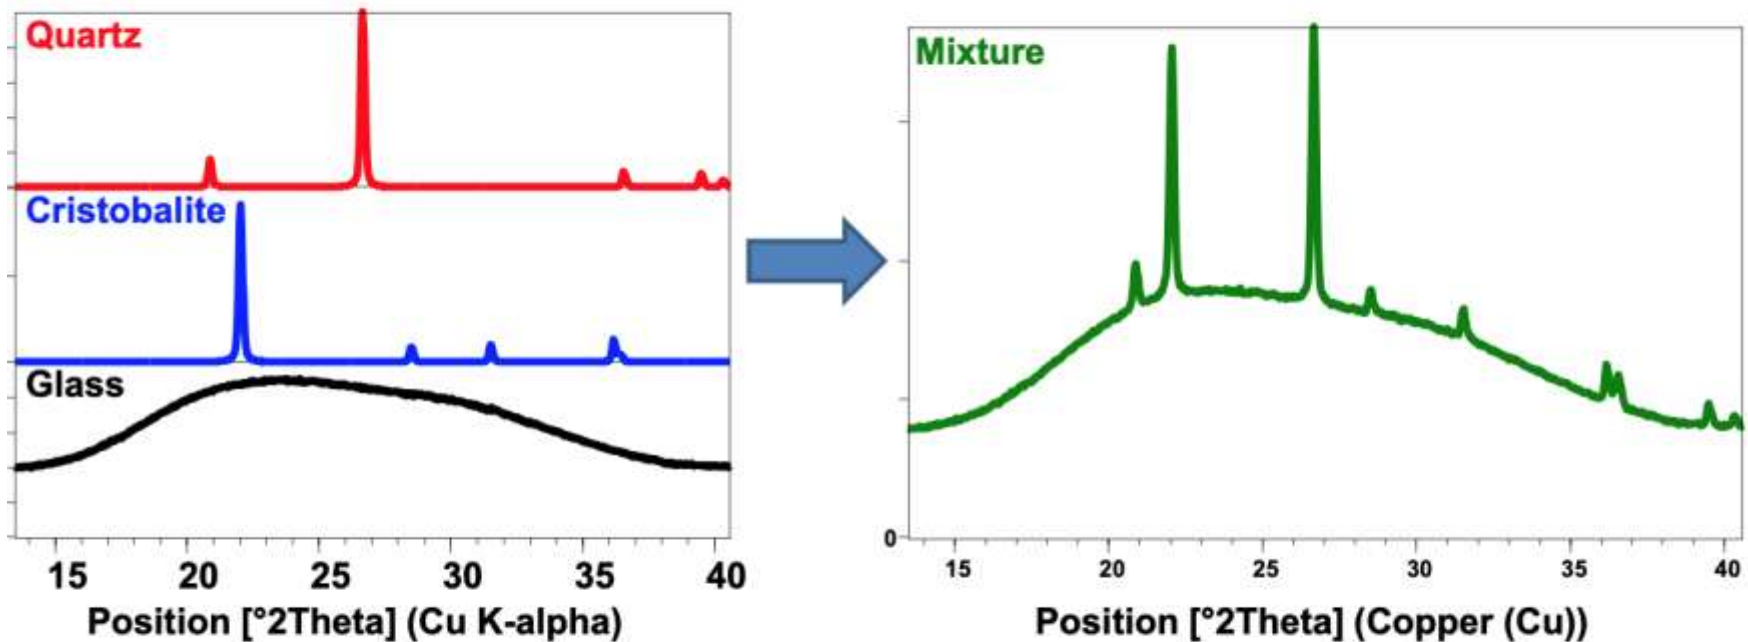 Quartz
Cristobalite
Glass
15 20 25 30 35 40
Position [°2Theta] (Cu K-alpha)
Mixture
0
15 20 25 30 35 40
Position [°2Theta] (Copper (Cu))